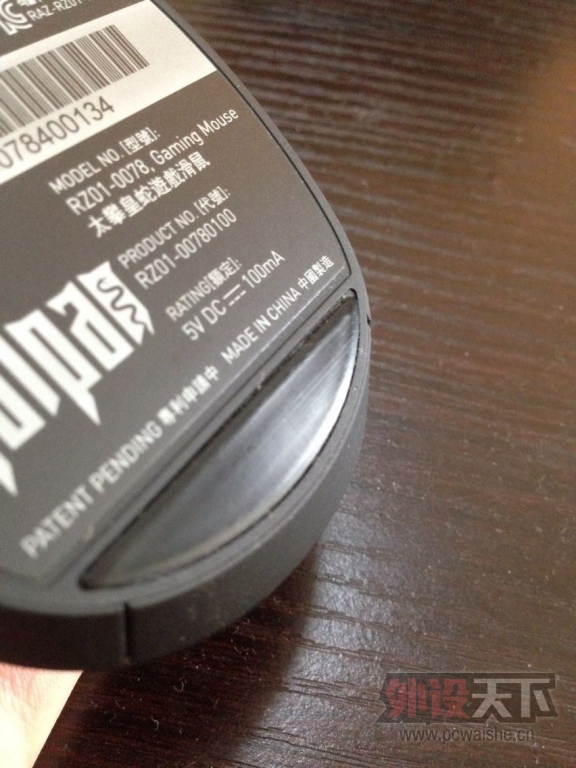 RAZ-RZ01
078400134
MODEL NO. [型號]:
RZ01-0078, Gaming Mouse
太攀皇蛇遊戲滑鼠
PRODUCT NO. [代號]:
RZ01-00780100
RATING[額定]:
5V DC 100mA
PATENT PENDING 專利申請中 MADE IN CHINA 中國製造
外设天下
www.pcwaishe.cn